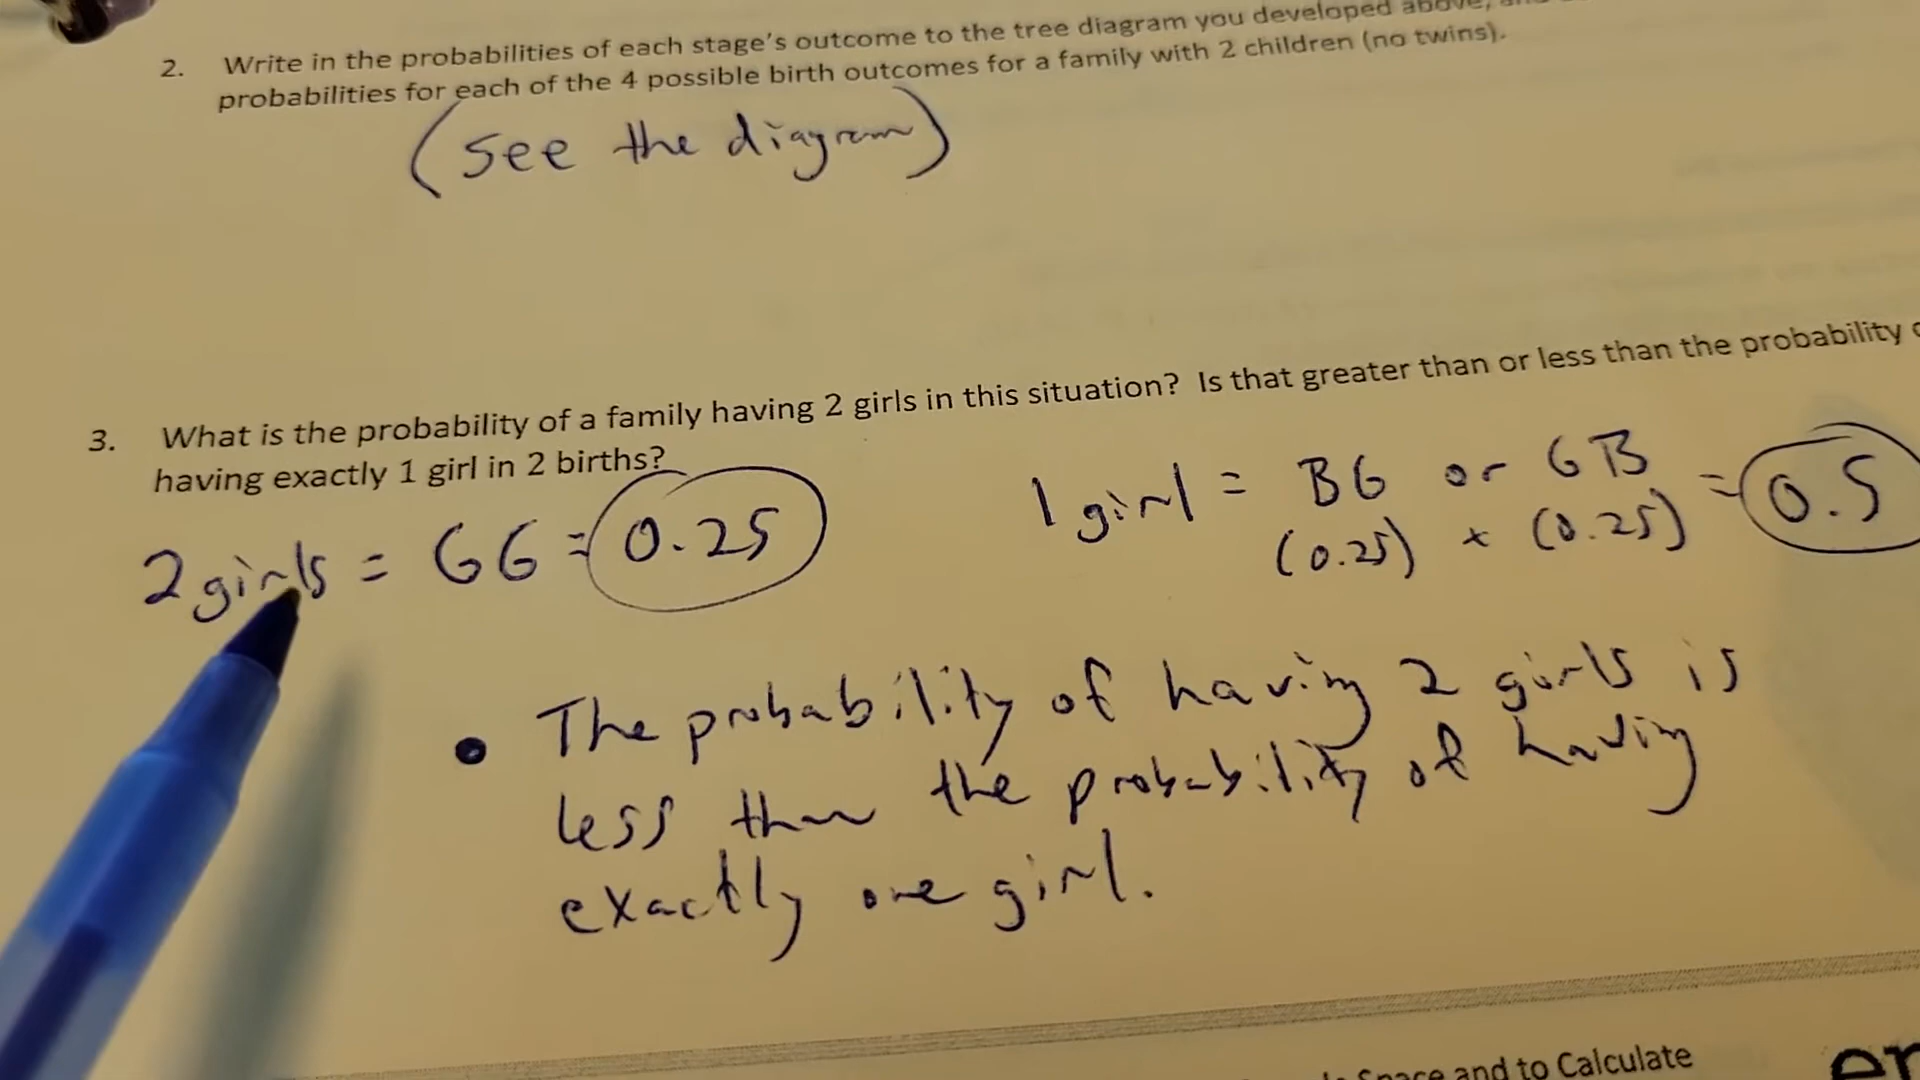 2. Write in the probabilities of each stage's outcome to the tree diagram you developed above,
probabilities for each of the 4 possible birth outcomes for a family with 2 children (no twins).
(see the diagram)
3. What is the probability of a family having 2 girls in this situation? Is that greater than or less than the probability
having exactly 1 girl in 2 births?
2 girls = GG = 0.25
1 girl = BG or GB = 0.5
(0.25) + (0.25)
• The probability of having 2 girls is
less than the probability of having
exactly one girl.
Space and to Calculate